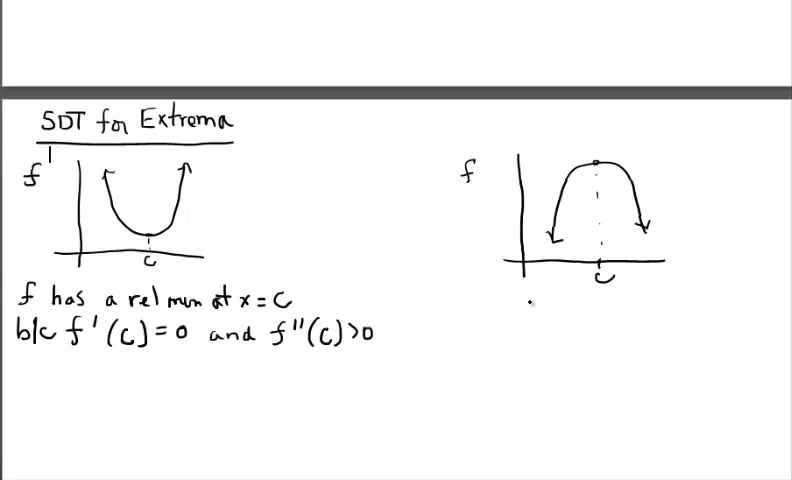 SDT for Extrema
f
f
c
c
f has a rel min at x = c
b/c f'(c) = 0 and f"(c) > 0